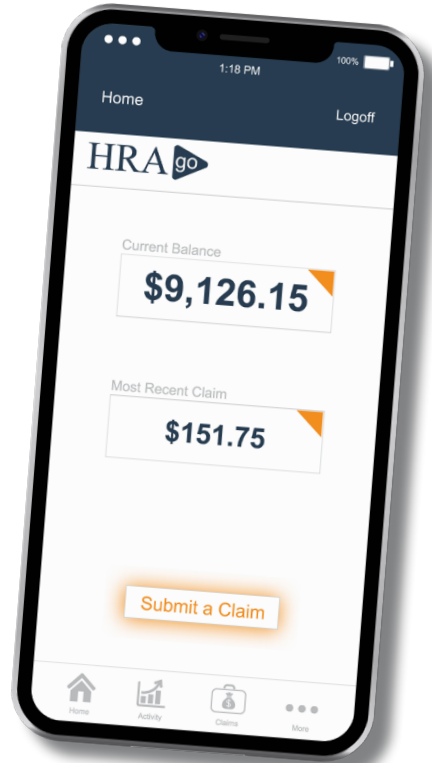 1:18 PM
100%
Home
Logoff
HRA go
Current Balance
$9,126.15
Most Recent Claim
$151.75
Submit a Claim
Home
Activity
Claims
More